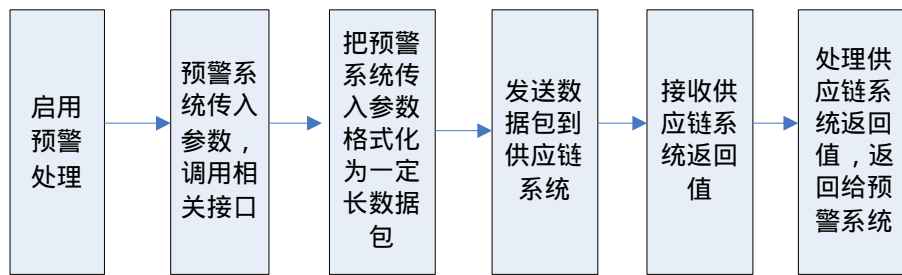 启用
预警
处理
预警系
统传入
参数，
调用相
关接口
把预警
系统传
入参数
格式化
为一定
长数据
包
发送数
据包到
供应链
系统
接收供
应链系
统返回
值
处理供
应链系
统返回
值，返
回给预
警系统